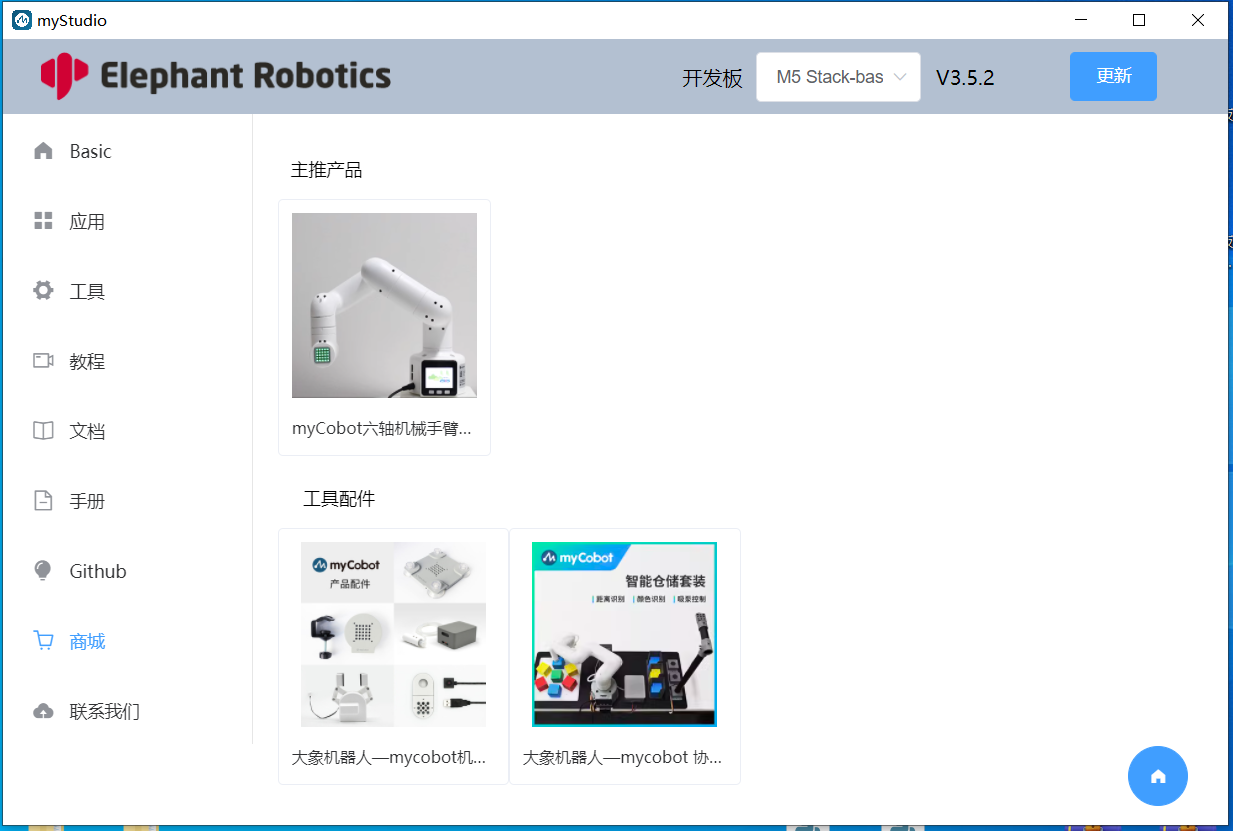 myStudio
Elephant Robotics
开发板
M5 Stack-bas
V3.5.2
更新
Basic
应用
工具
教程
文档
手册
Github
商城
联系我们
主推产品
myCobot六轴机械手臂...
工具配件
myCobot
产品配件
大象机器人—mycobot机...
myCobot
智能仓储套装
距离识别 颜色识别 吸泵控制
大象机器人—mycobot 协...